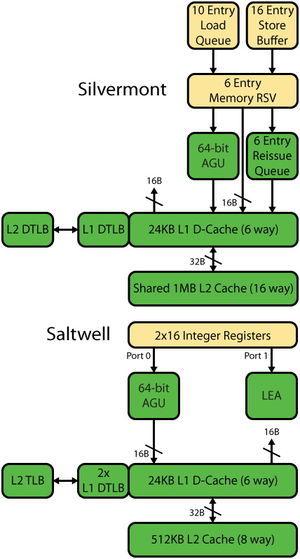 10 Entry
Load
Queue
16 Entry
Store
Buffer
Silvermont
6 Entry
Memory RSV
64-bit
AGU
6 Entry
Reissue
Queue
16B
16B
L2 DTLB
L1 DTLB
24KB L1 D-Cache (6 way)
32B
Shared 1MB L2 Cache (16 way)
Saltwell
2x16 Integer Registers
Port 0
Port 1
64-bit
AGU
LEA
16B
16B
L2 TLB
2x
L1 DTLB
24KB L1 D-Cache (6 way)
32B
512KB L2 Cache (8 way)